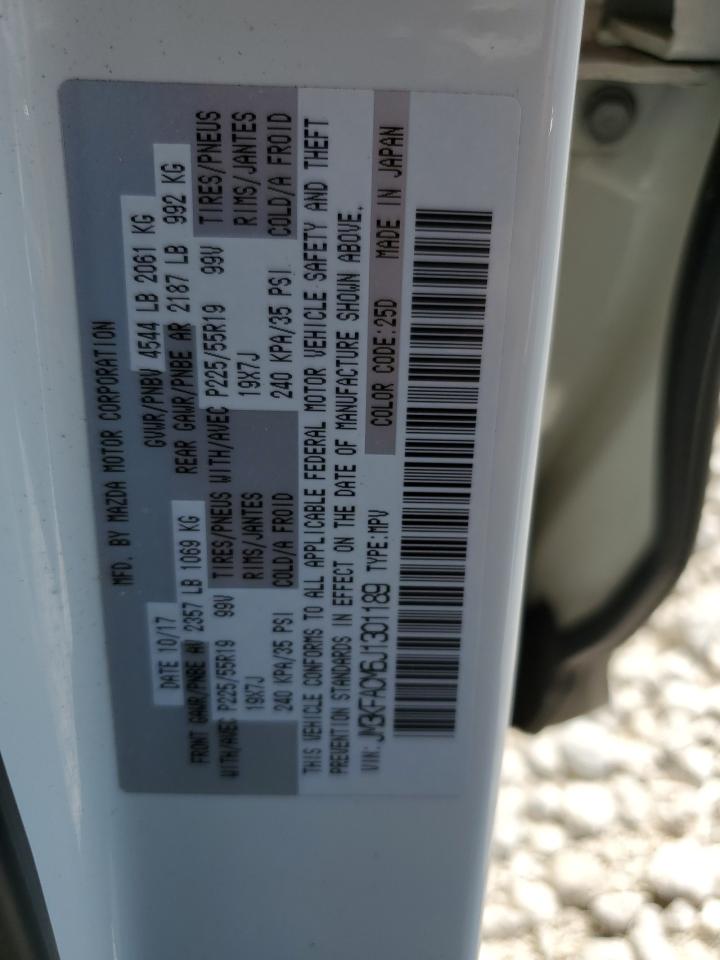 MFD. BY MAZDA MOTOR CORPORATION
DATE 10/17 GVWR/PNBV 4544 LB 2061 KG
FRONT GAWR/PNBE AV 2357 LB 1069 KG REAR GAWR/PNBE AR 2187 LB 992 KG
WITH/AVEC P225/55R19 99V TIRES/PNEUS WITH/AVEC P225/55R19 99V TIRES/PNEUS
19X7J RIMS/JANTES 19X7J RIMS/JANTES
240 KPA/35 PSI COLD/A FROID 240 KPA/35 PSI COLD/A FROID
THIS VEHICLE CONFORMS TO ALL APPLICABLE FEDERAL MOTOR VEHICLE SAFETY AND THEFT
PREVENTION STANDARDS IN EFFECT ON THE DATE OF MANUFACTURE SHOWN ABOVE.
VIN: JM3KFACM6J1301189 TYPE:MPV COLOR CODE:25D MADE IN JAPAN